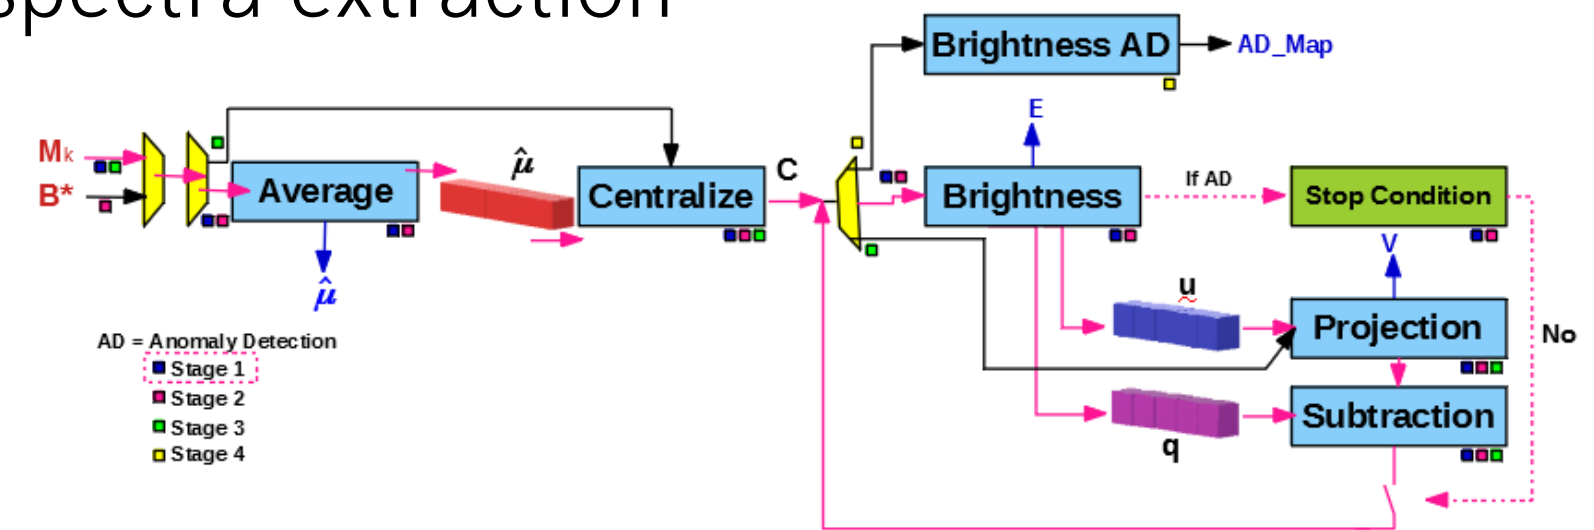 spectra extraction
Brightness AD
AD_Map
E
Mk
B*
Average
μ̂
Centralize
C
Brightness
If AD
Stop Condition
μ̂
V
u
Projection
No
AD = Anomaly Detection
Stage 1
Stage 2
Stage 3
Stage 4
q
Subtraction